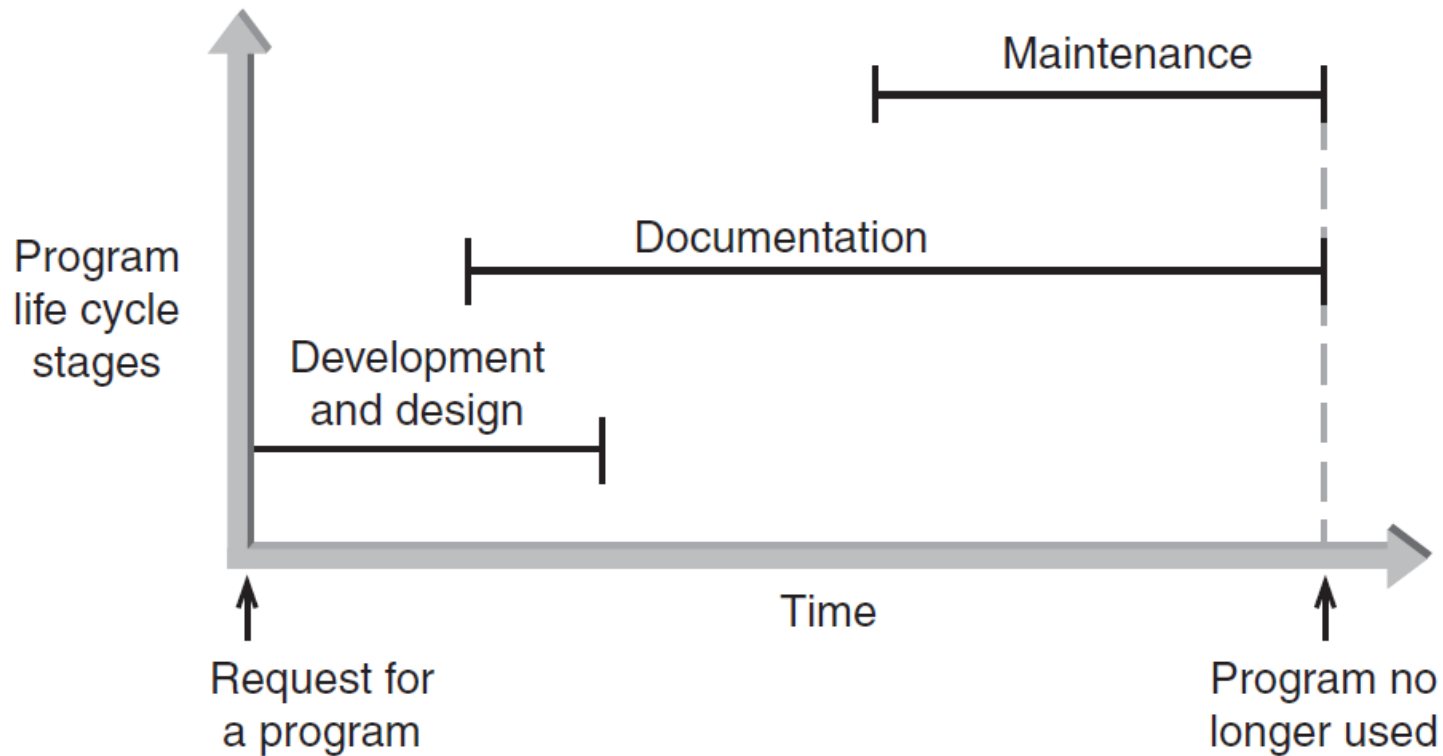 Maintenance
Documentation
Program
life cycle
stages
Development
and design
Time
Request for
a program
Program no
longer used